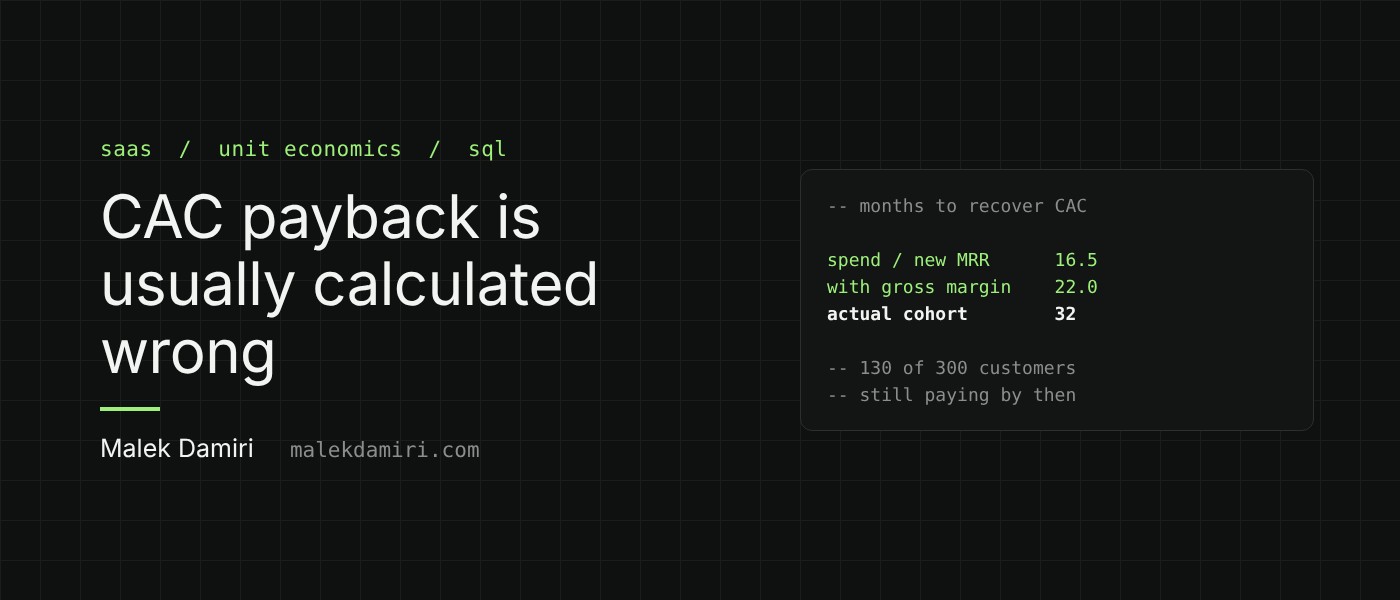 saas / unit economics / sql
CAC payback is
usually calculated
wrong
Malek Damiri malekdamiri.com
-- months to recover CAC
spend / new MRR 16.5
with gross margin 22.0
actual cohort 32
-- 130 of 300 customers
-- still paying by then